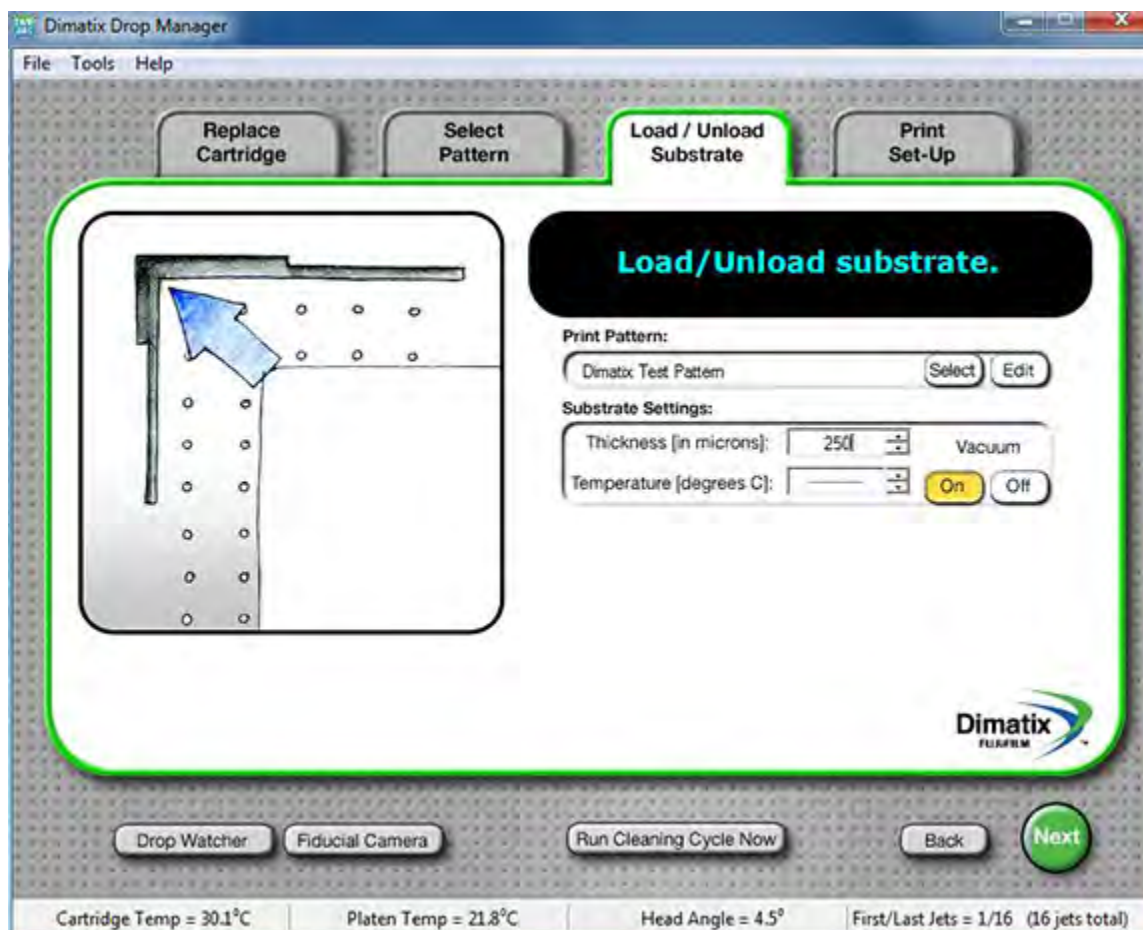 Dimatix Drop Manager
File Tools Help
Replace Cartridge
Select Pattern
Load / Unload Substrate
Print Set-Up
Load/Unload substrate.
Print Pattern:
Dimatix Test Pattern
Select
Edit
Substrate Settings:
Thickness [in microns]:
250
Vacuum
Temperature [degrees C]:
On
Off
Dimatix
FUJIFILM
Drop Watcher
Fiducial Camera
Run Cleaning Cycle Now
Back
Next
Cartridge Temp = 30.1°C
Platen Temp = 21.8°C
Head Angle = 4.5°
First/Last Jets = 1/16 (16 jets total)